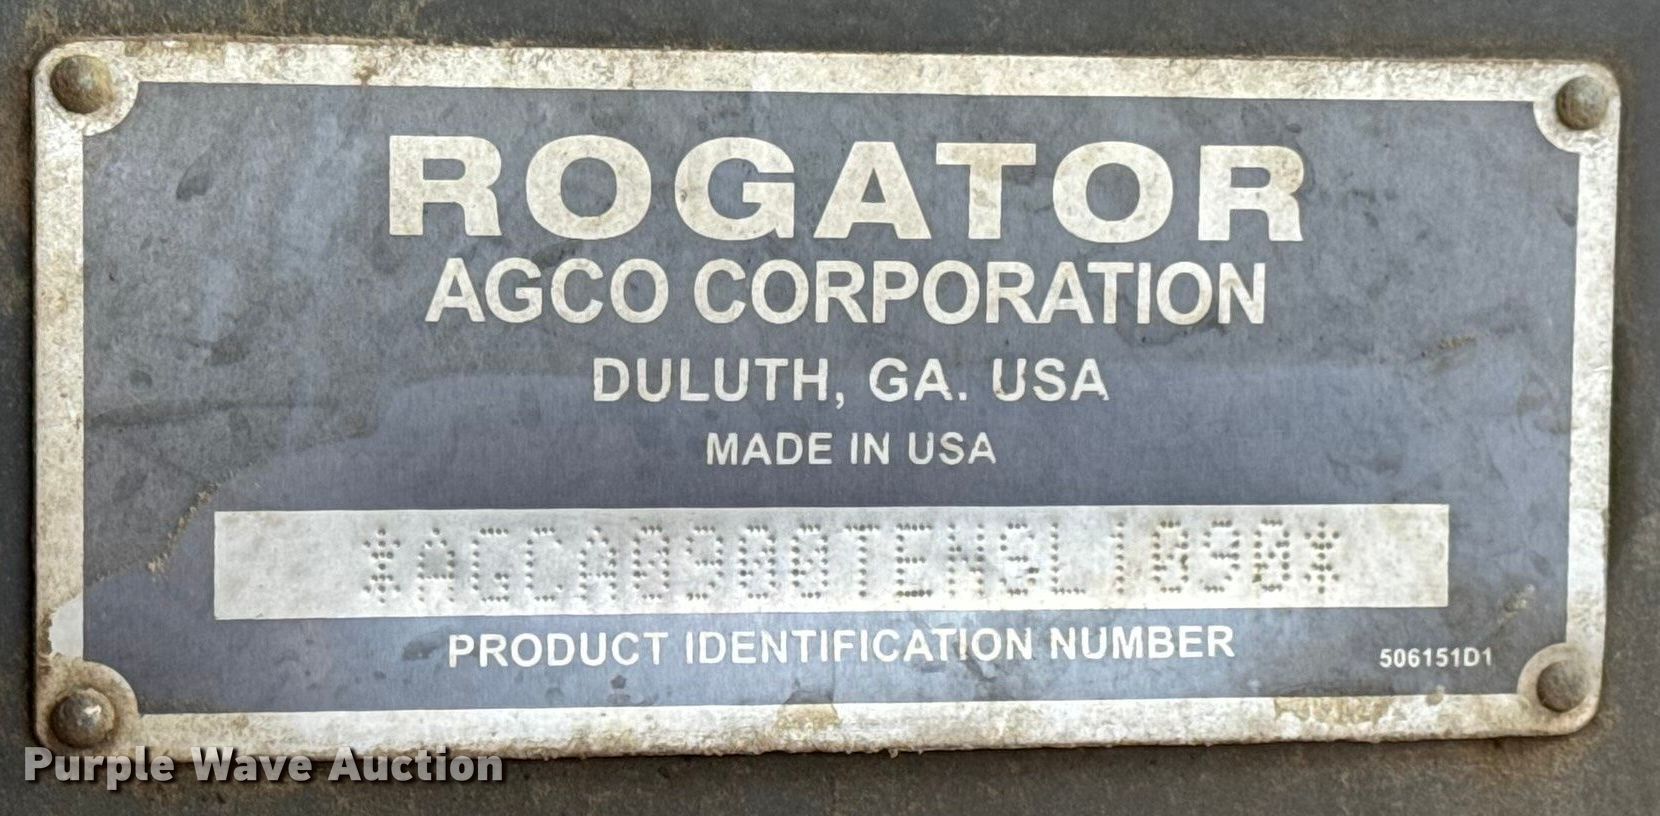 ROGATOR
AGCO CORPORATION
DULUTH, GA. USA
MADE IN USA
*AGCA0900TENSL1090*
PRODUCT IDENTIFICATION NUMBER
506151D1
Purple Wave Auction